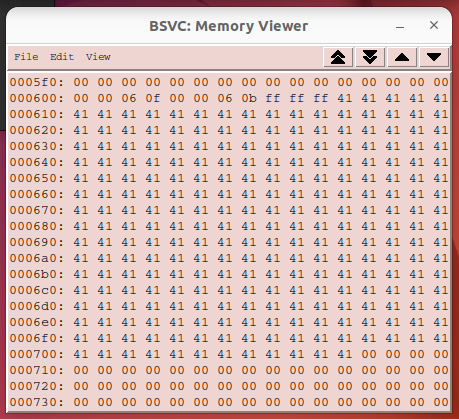 BSVC: Memory Viewer
File Edit View
0005f0: 00 00 00 00 00 00 00 00 00 00 00 00 00 00 00 00
000600: 00 00 06 0f 00 00 06 0b ff ff ff 41 41 41 41 41
000610: 41 41 41 41 41 41 41 41 41 41 41 41 41 41 41 41
000620: 41 41 41 41 41 41 41 41 41 41 41 41 41 41 41 41
000630: 41 41 41 41 41 41 41 41 41 41 41 41 41 41 41 41
000640: 41 41 41 41 41 41 41 41 41 41 41 41 41 41 41 41
000650: 41 41 41 41 41 41 41 41 41 41 41 41 41 41 41 41
000660: 41 41 41 41 41 41 41 41 41 41 41 41 41 41 41 41
000670: 41 41 41 41 41 41 41 41 41 41 41 41 41 41 41 41
000680: 41 41 41 41 41 41 41 41 41 41 41 41 41 41 41 41
000690: 41 41 41 41 41 41 41 41 41 41 41 41 41 41 41 41
0006a0: 41 41 41 41 41 41 41 41 41 41 41 41 41 41 41 41
0006b0: 41 41 41 41 41 41 41 41 41 41 41 41 41 41 41 41
0006c0: 41 41 41 41 41 41 41 41 41 41 41 41 41 41 41 41
0006d0: 41 41 41 41 41 41 41 41 41 41 41 41 41 41 41 41
0006e0: 41 41 41 41 41 41 41 41 41 41 41 41 41 41 41 41
0006f0: 41 41 41 41 41 41 41 41 41 41 41 41 41 41 41 41
000700: 41 41 41 41 41 41 41 41 41 41 41 41 00 00 00 00
000710: 00 00 00 00 00 00 00 00 00 00 00 00 00 00 00 00
000720: 00 00 00 00 00 00 00 00 00 00 00 00 00 00 00 00
000730: 00 00 00 00 00 00 00 00 00 00 00 00 00 00 00 00